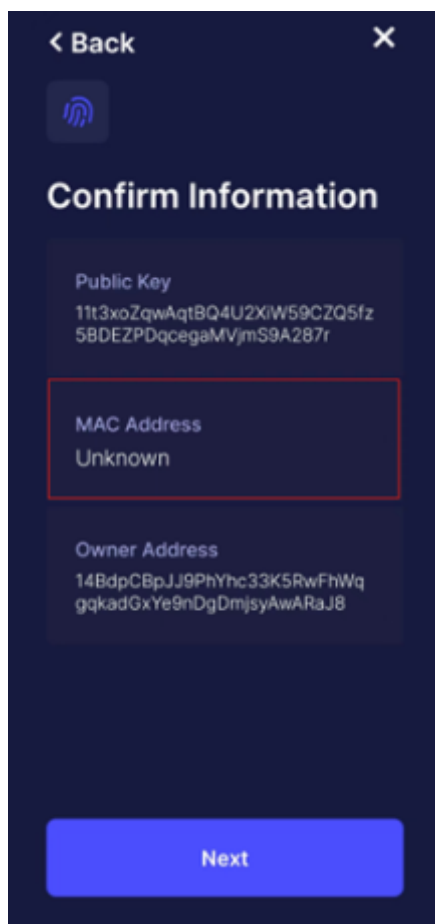 Back
Confirm Information
Public Key
11t3xoZqwAqtBQ4U2XiW59CZQ5fz
5BDEZPDqcegaMVjmS9A287r
MAC Address
Unknown
Owner Address
14BdpCBpJJ9PhYhc33K5RwFhWq
gqkadGxYe9nDgDmjsyAwARaJ8
Next